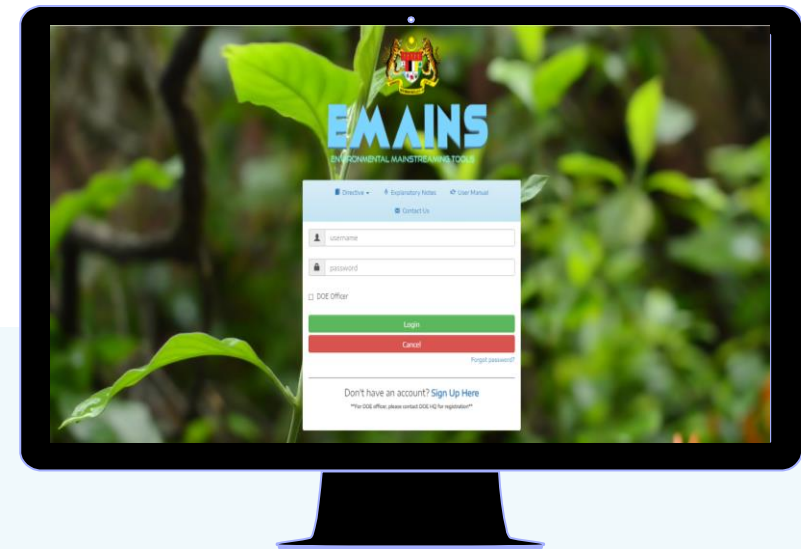 EMAINS
ENVIRONMENTAL MAINSTREAMING TOOLS
Directive Explanatory Notes User Manual
Contact Us
username
password
DOE Officer
Login
Cancel
Forgot password?
Don't have an account? Sign Up Here
**For DOE officer, please contact DOE HQ for registration**